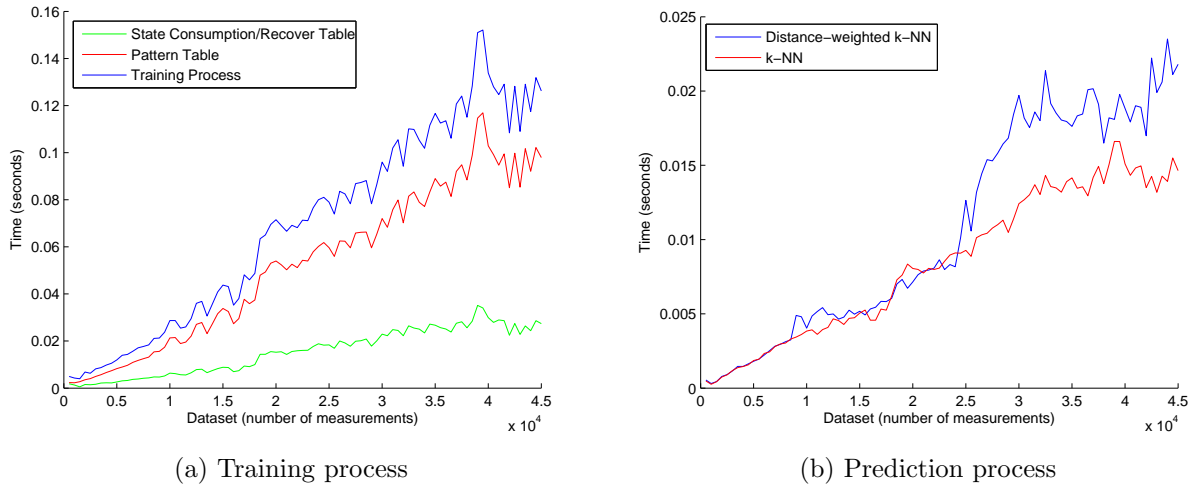 0.16
0.14
0.12
0.1
0.08
0.06
0.04
0.02
0
Time (seconds)
State Consumption/Recover Table
Pattern Table
Training Process
0 0.5 1 1.5 2 2.5 3 3.5 4 4.5
x 10^4
Dataset (number of measurements)
(a) Training process
0.025
0.02
0.015
0.01
0.005
0
Time (seconds)
Distance-weighted k-NN
k-NN
0 0.5 1 1.5 2 2.5 3 3.5 4 4.5
x 10^4
Dataset (number of measurements)
(b) Prediction process